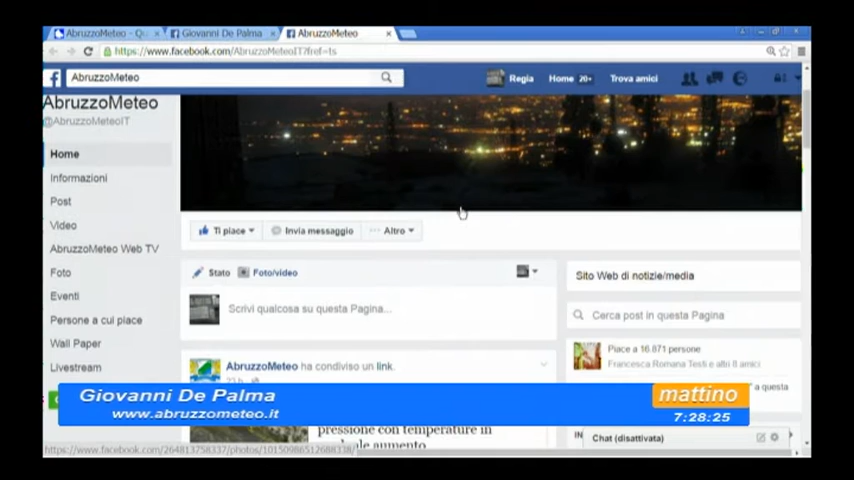 AbruzzoMeteo - Qu
Giovanni De Palma
AbruzzoMeteo
https://www.facebook.com/AbruzzoMeteoIT?fref=ts
AbruzzoMeteo
Regia
Home 20+
Trova amici
AbruzzoMeteo
@AbruzzoMeteoIT
Home
Informazioni
Post
Video
AbruzzoMeteo Web TV
Foto
Eventi
Persone a cui piace
Wall Paper
Livestream
Ti piace
Invia messaggio
Altro
Stato
Foto/video
Scrivi qualcosa su questa Pagina...
AbruzzoMeteo ha condiviso un link.
23 h
pressione con temperature in
aumento
Sito Web di notizie/media
Cerca post in questa Pagina
Piace a 16.871 persone
Francesca Romana Testi e altri 8 amici
a questa
Chat (disattivata)
Giovanni De Palma
www.abruzzometeo.it
mattino
7:28:25
https://www.facebook.com/264813758337/photos/10150986512688338/